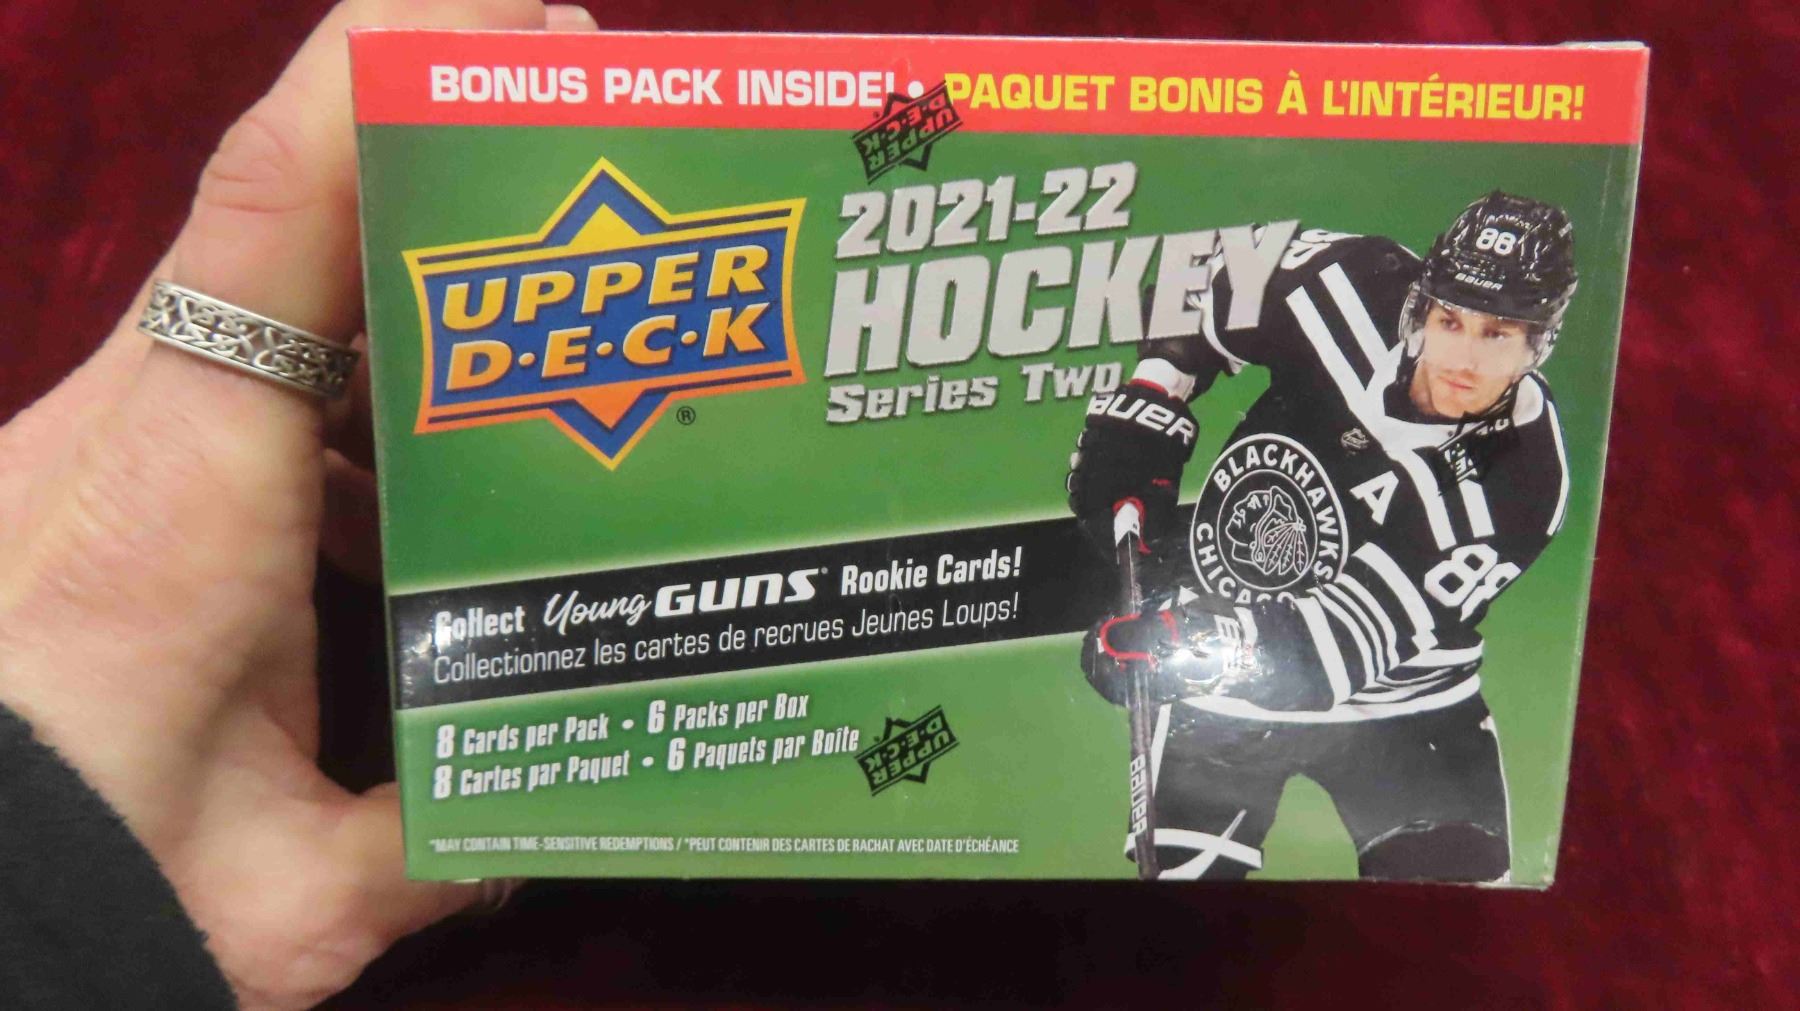 BONUS PACK INSIDE! • PAQUET BONIS À L'INTÉRIEUR!
UPPER
D•E•C•K
UPPER
D•E•C•K
®
2021-22
HOCKEY
Series Two
88
BAUER
BAUER
BLACKHAWKS
CHICAGO
A
88
Collect Young GUNS Rookie Cards!
Collectionnez les cartes de recrues Jeunes Loups!
8 Cards per Pack • 6 Packs per Box
8 Cartes par Paquet • 6 Paquets par Boîte
UPPER
D•E•C•K
BAUER
*MAY CONTAIN TIME-SENSITIVE REDEMPTIONS / *PEUT CONTENIR DES CARTES DE RACHAT AVEC DATE D'ÉCHÉANCE